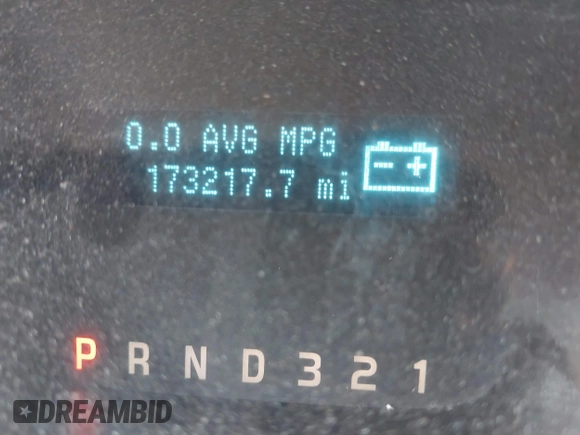 0.0 AVG MPG
173217.7 mi
- +
P R N D 3 2 1
DREAMBID